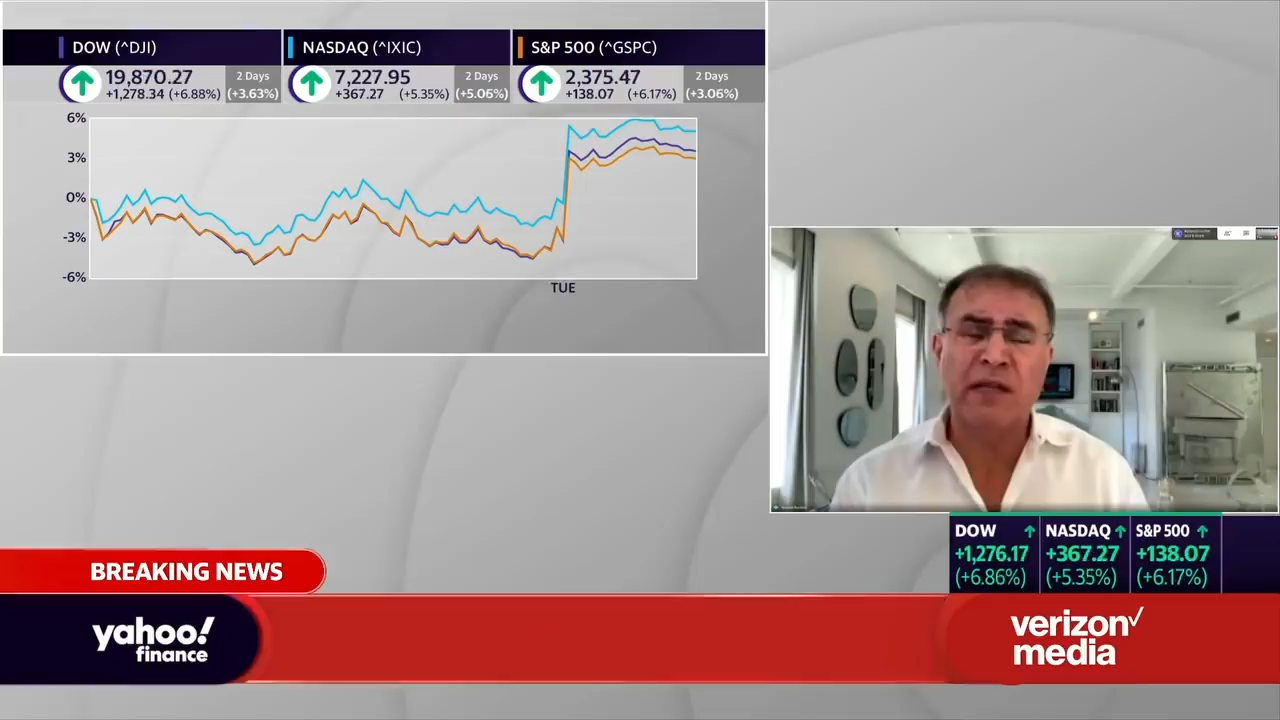 DOW (^DJI)
19,870.27
+1,278.34 (+6.88%)
2 Days
(+3.63%)
NASDAQ (^IXIC)
7,227.95
+367.27 (+5.35%)
2 Days
(+5.06%)
S&P 500 (^GSPC)
2,375.47
+138.07 (+6.17%)
2 Days
(+3.06%)
6%
3%
0%
-3%
-6%
TUE
DOW
+1,276.17
(+6.86%)
NASDAQ
+367.27
(+5.35%)
S&P 500
+138.07
(+6.17%)
BREAKING NEWS
yahoo!
finance
verizon✓
media